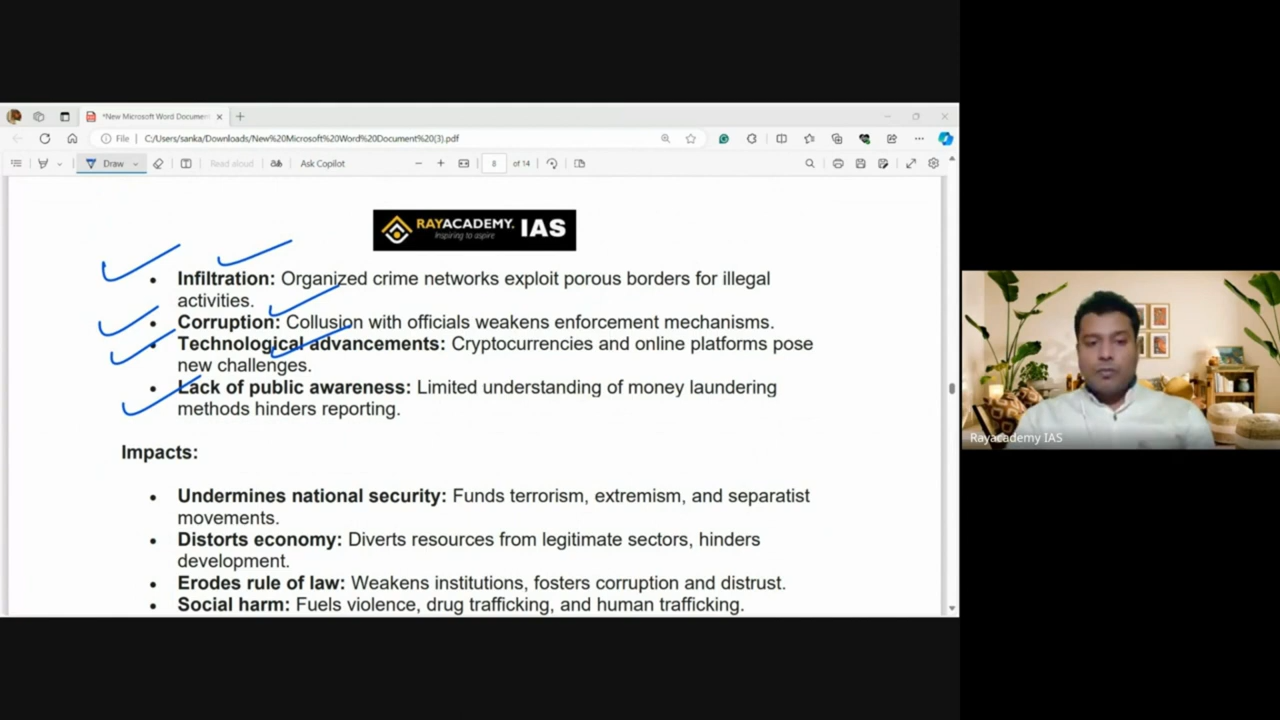 *New Microsoft Word Documen
File
C:/Users/sanka/Downloads/New%20Microsoft%20Word%20Document%20(3).pdf
Draw
Read aloud
Ask Copilot
8
of 14
RAYACADEMY. IAS
Inspiring to aspire
• Infiltration: Organized crime networks exploit porous borders for illegal
activities.
• Corruption: Collusion with officials weakens enforcement mechanisms.
• Technological advancements: Cryptocurrencies and online platforms pose
new challenges.
• Lack of public awareness: Limited understanding of money laundering
methods hinders reporting.
Impacts:
• Undermines national security: Funds terrorism, extremism, and separatist
movements.
• Distorts economy: Diverts resources from legitimate sectors, hinders
development.
• Erodes rule of law: Weakens institutions, fosters corruption and distrust.
• Social harm: Fuels violence, drug trafficking, and human trafficking.
Rayacademy IAS